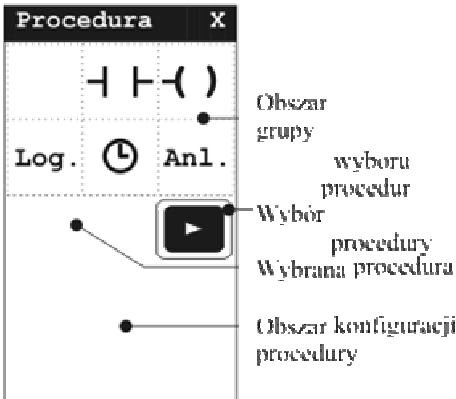 Procedura X
Log. Anl.
Obszar
grupy
wyboru
procedur
Wybór
procedury
Wybrana procedura
Obszar konfiguracji
procedury